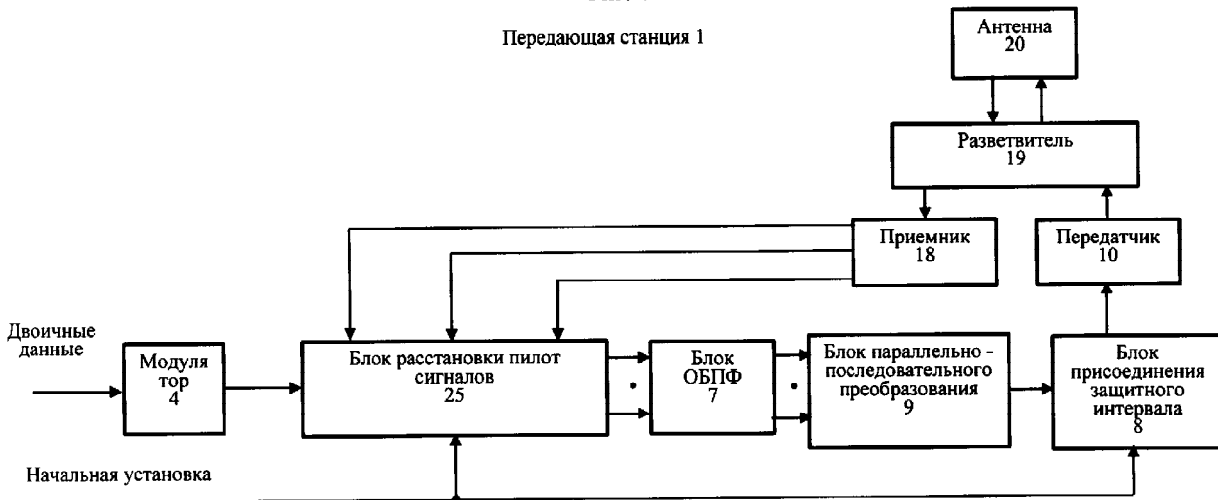 Передающая станция 1
Антенна
20
Разветвитель
19
Приемник
18
Передатчик
10
Двоичные
данные
Модуля
тор
4
Блок расстановки пилот
сигналов
25
Блок
ОБПФ
7
Блок параллельно -
последовательного
преобразования
9
Блок
присоединения
защитного
интервала
8
Начальная установка